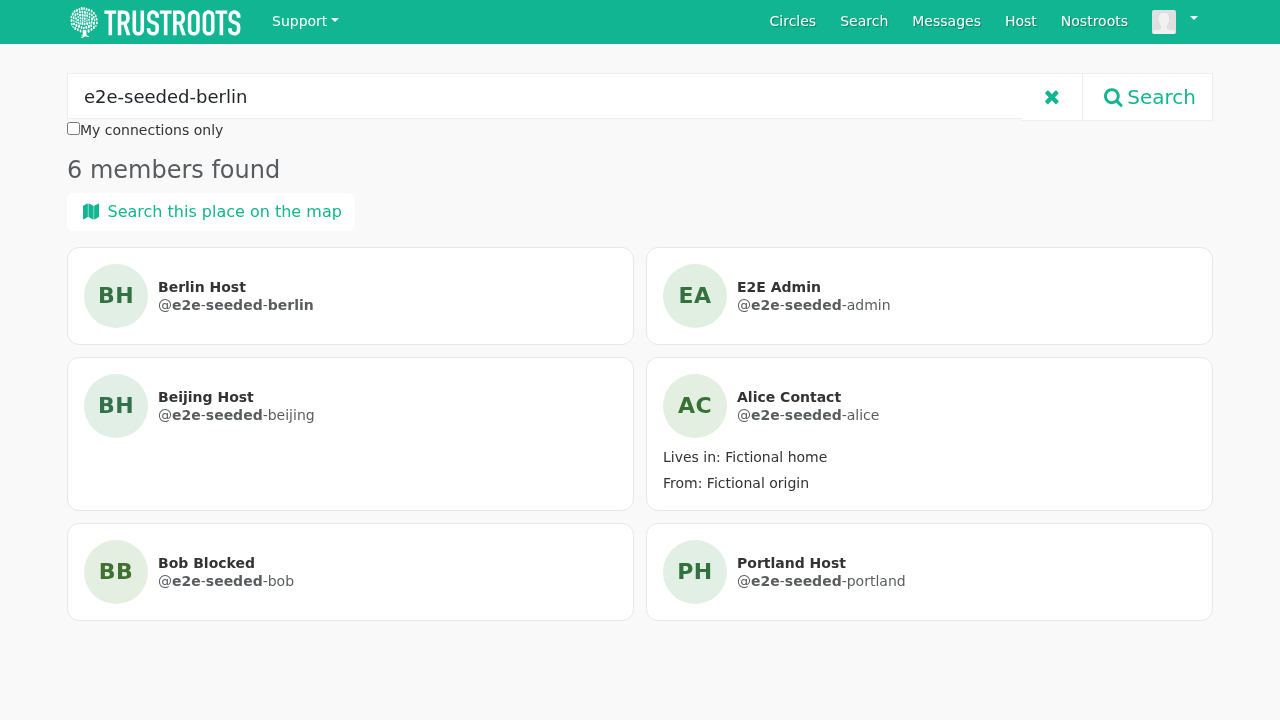 TRUSTROOTS Support Circles Search Messages Host Nostroots
e2e-seeded-berlin Search
My connections only
6 members found
Search this place on the map
BH Berlin Host
@e2e-seeded-berlin
EA E2E Admin
@e2e-seeded-admin
BH Beijing Host
@e2e-seeded-beijing
AC Alice Contact
@e2e-seeded-alice
Lives in: Fictional home
From: Fictional origin
BB Bob Blocked
@e2e-seeded-bob
PH Portland Host
@e2e-seeded-portland